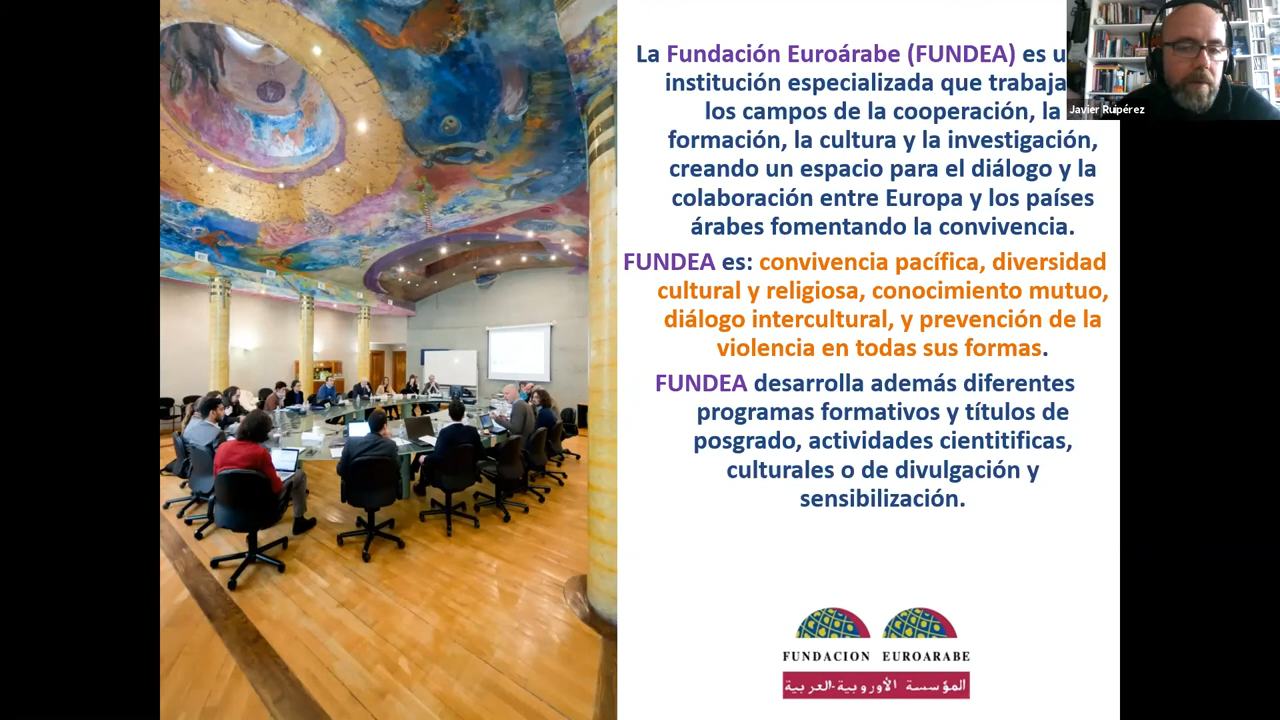 La Fundación Euroárabe (FUNDEA) es
institución especializada que trabaja
los campos de la cooperación, la
formación, la cultura y la investigación,
creando un espacio para el diálogo y la
colaboración entre Europa y los países
árabes fomentando la convivencia.
FUNDEA es: convivencia pacífica, diversidad
cultural y religiosa, conocimiento mutuo,
diálogo intercultural, y prevención de la
violencia en todas sus formas.
FUNDEA desarrolla además diferentes
programas formativos y títulos de
posgrado, actividades cientitificas,
culturales o de divulgación y
sensibilización.
Javier Ruipérez
FUNDACION EUROARABE
المؤسسة الأوروبية-العربية